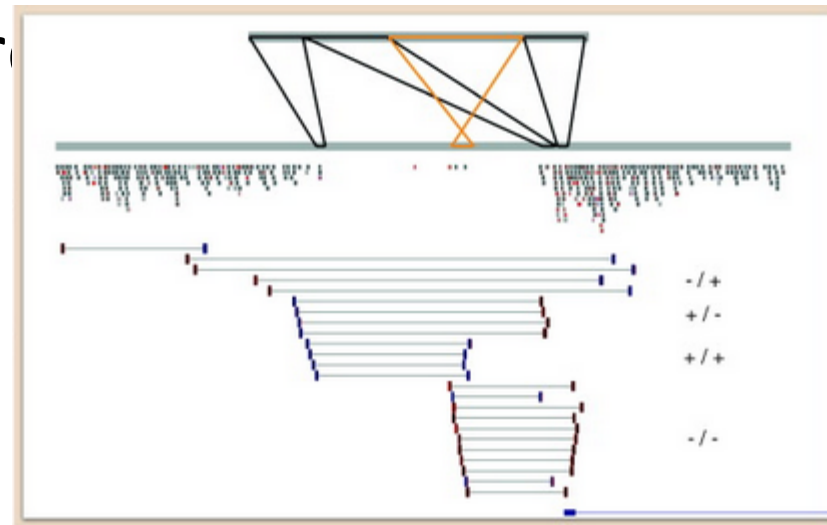 - / +
+ / -
+ / +
- / -